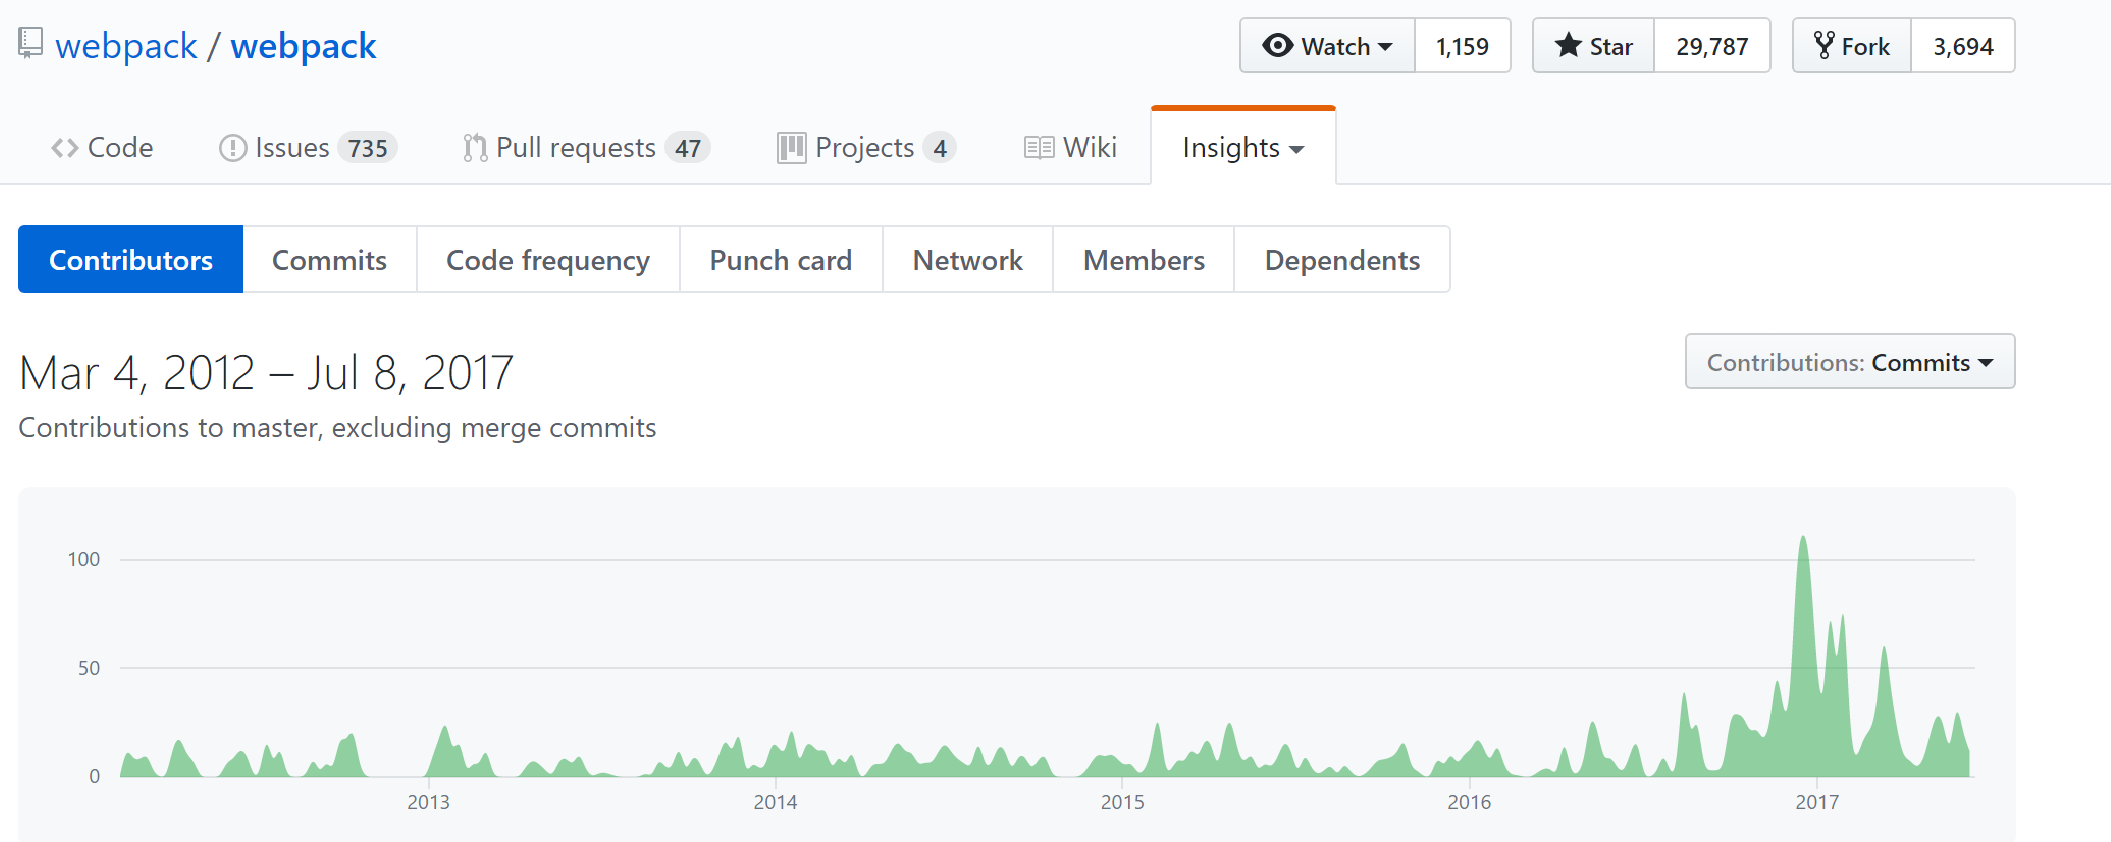 webpack / webpack
Watch 1,159 Star 29,787 Fork 3,694
Code Issues 735 Pull requests 47 Projects 4 Wiki Insights
Contributors Commits Code frequency Punch card Network Members Dependents
Mar 4, 2012 – Jul 8, 2017
Contributions: Commits
Contributions to master, excluding merge commits
100
50
0
2013 2014 2015 2016 2017